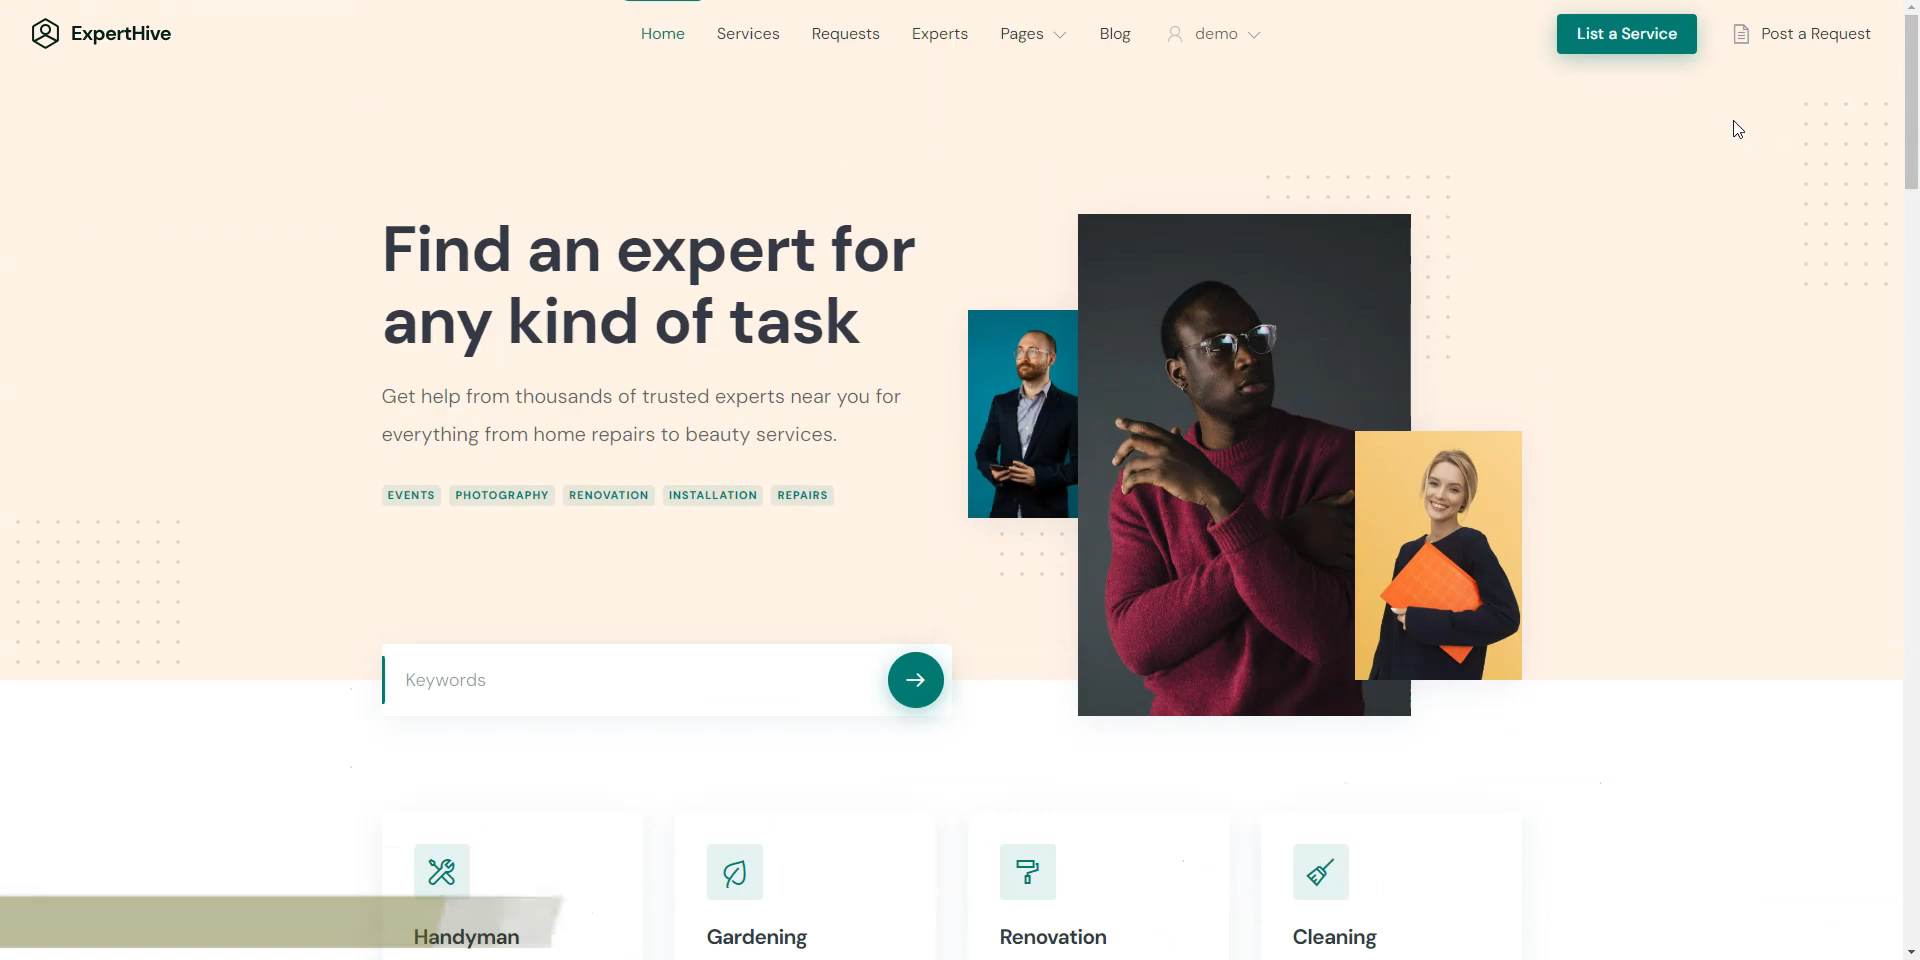 ExpertHive
Home
Services
Requests
Experts
Pages
Blog
demo
List a Service
Post a Request
Find an expert for
any kind of task
Get help from thousands of trusted experts near you for
everything from home repairs to beauty services.
EVENTS
PHOTOGRAPHY
RENOVATION
INSTALLATION
REPAIRS
Keywords
Handyman
Gardening
Renovation
Cleaning